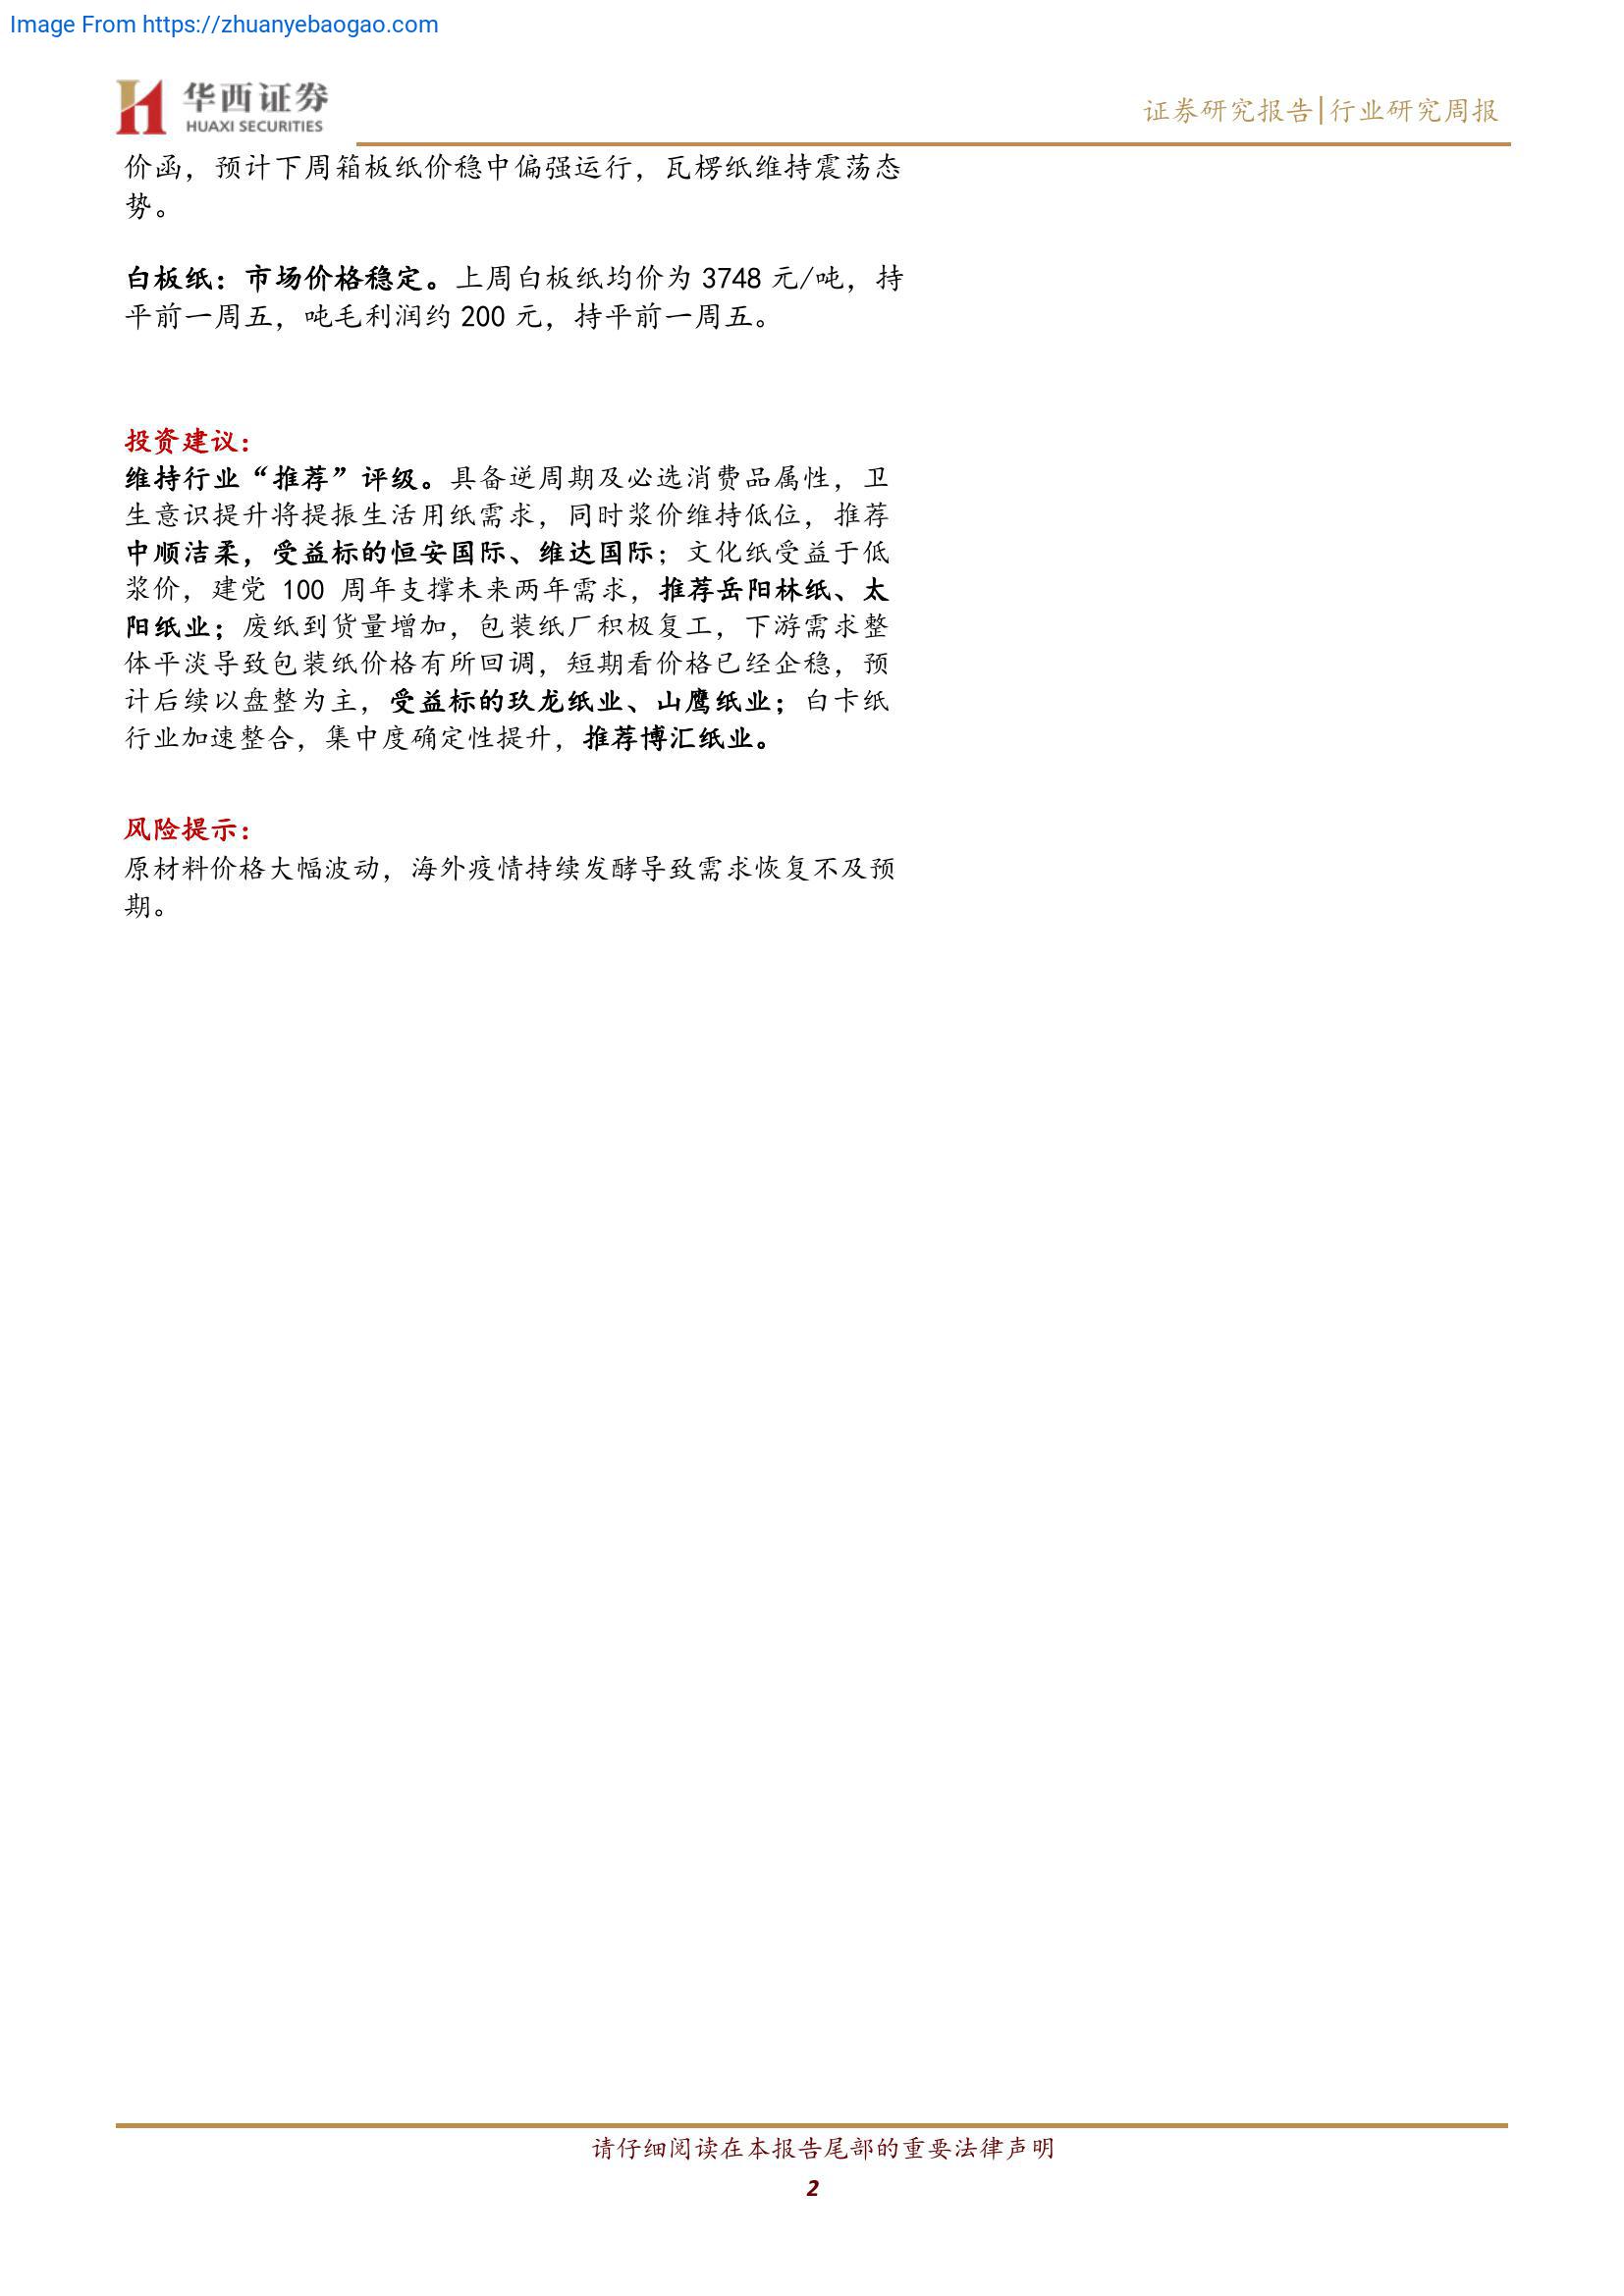 Image From https://zhuanyebaogao.com
华西证券
HUAXI SECURITIES
证券研究报告|行业研究周报
价函，预计下周箱板纸价稳中偏强运行，瓦楞纸维持震荡态
势。
白板纸：市场价格稳定。上周白板纸均价为 3748 元/吨，持
平前一周五，吨毛利润约 200 元，持平前一周五。
投资建议：
维持行业“推荐”评级。具备逆周期及必选消费品属性，卫
生意识提升将提振生活用纸需求，同时浆价维持低位，推荐
中顺洁柔，受益标的恒安国际、维达国际；文化纸受益于低
浆价，建党 100 周年支撑未来两年需求，推荐岳阳林纸、太
阳纸业；废纸到货量增加，包装纸厂积极复工，下游需求整
体平淡导致包装纸价格有所回调，短期看价格已经企稳，预
计后续以盘整为主，受益标的玖龙纸业、山鹰纸业；白卡纸
行业加速整合，集中度确定性提升，推荐博汇纸业。
风险提示：
原材料价格大幅波动，海外疫情持续发酵导致需求恢复不及预
期。
请仔细阅读在本报告尾部的重要法律声明
2